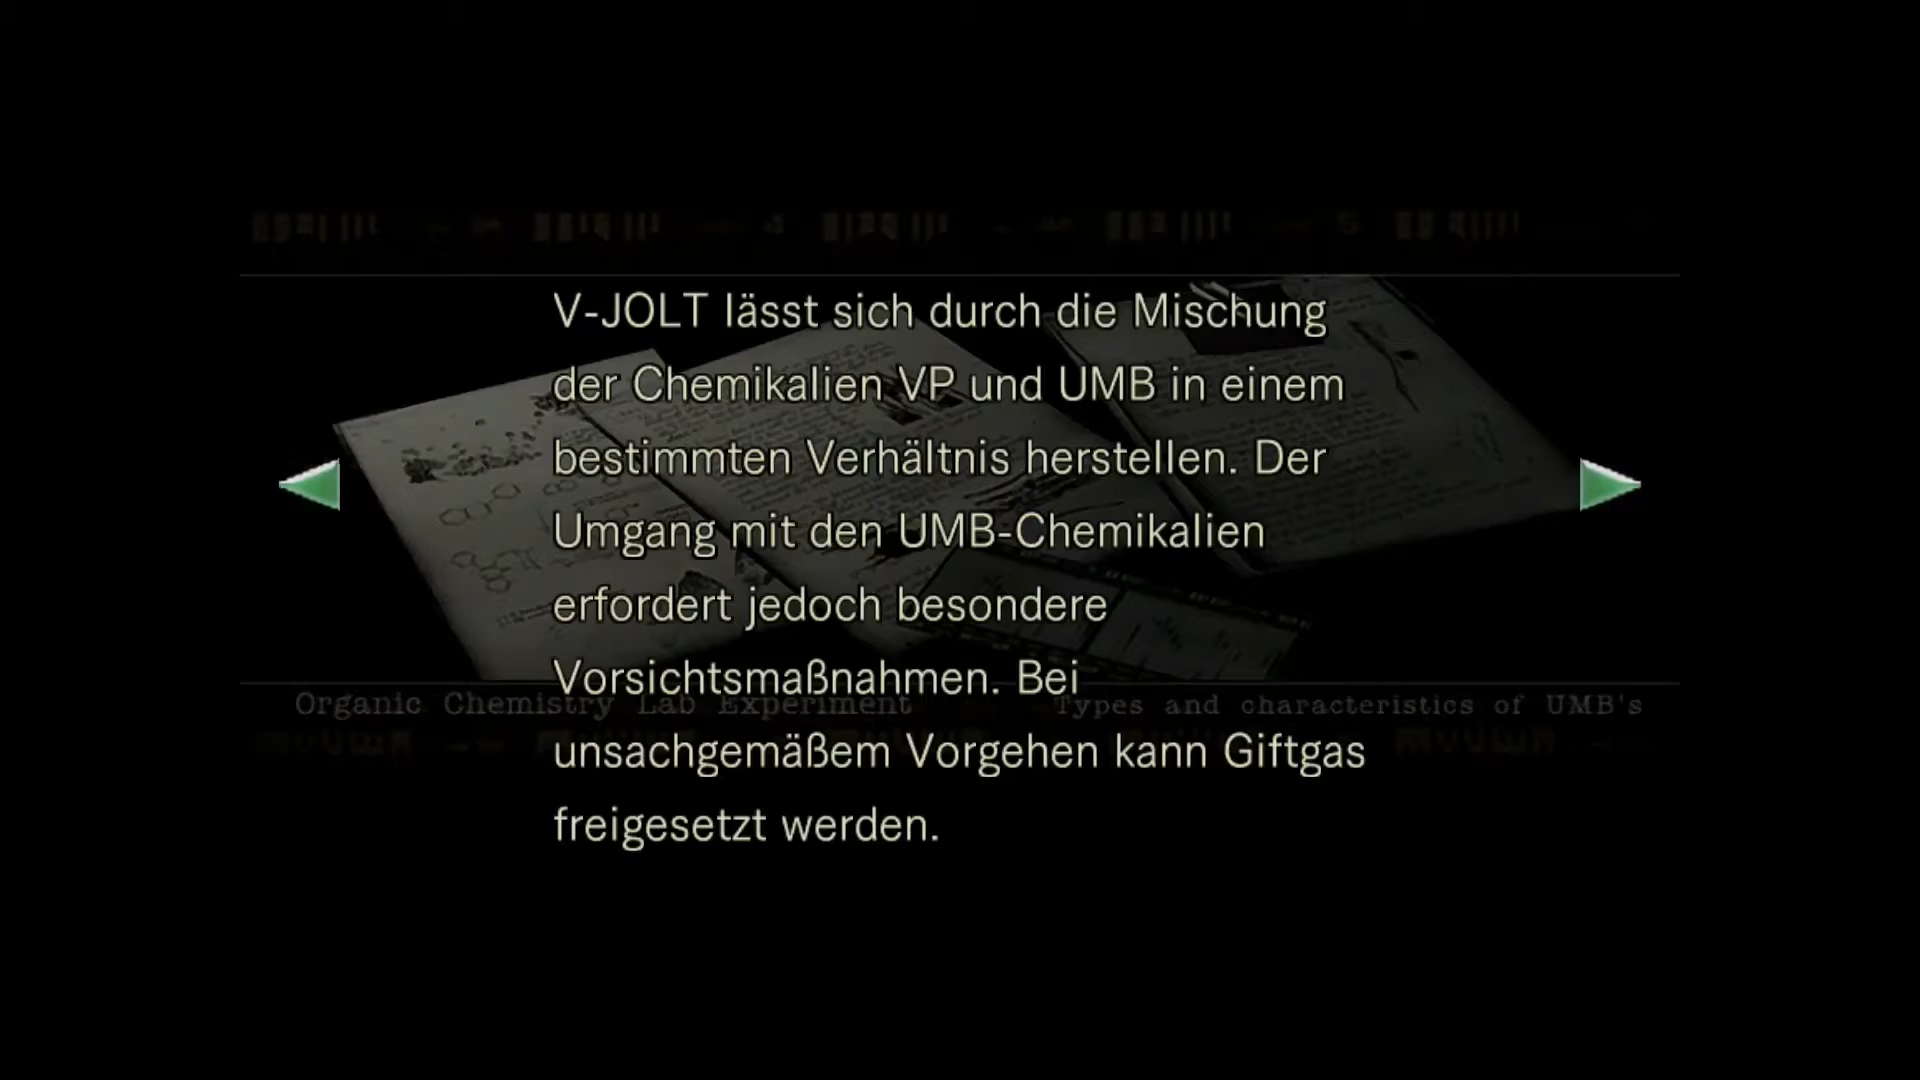 V-JOLT lässt sich durch die Mischung
der Chemikalien VP und UMB in einem
bestimmten Verhältnis herstellen. Der
Umgang mit den UMB-Chemikalien
erfordert jedoch besondere
Vorsichtsmaßnahmen. Bei
Organic Chemistry Lab Experiment Types and characteristics of UMB's
unsachgemäßem Vorgehen kann Giftgas
freigesetzt werden.